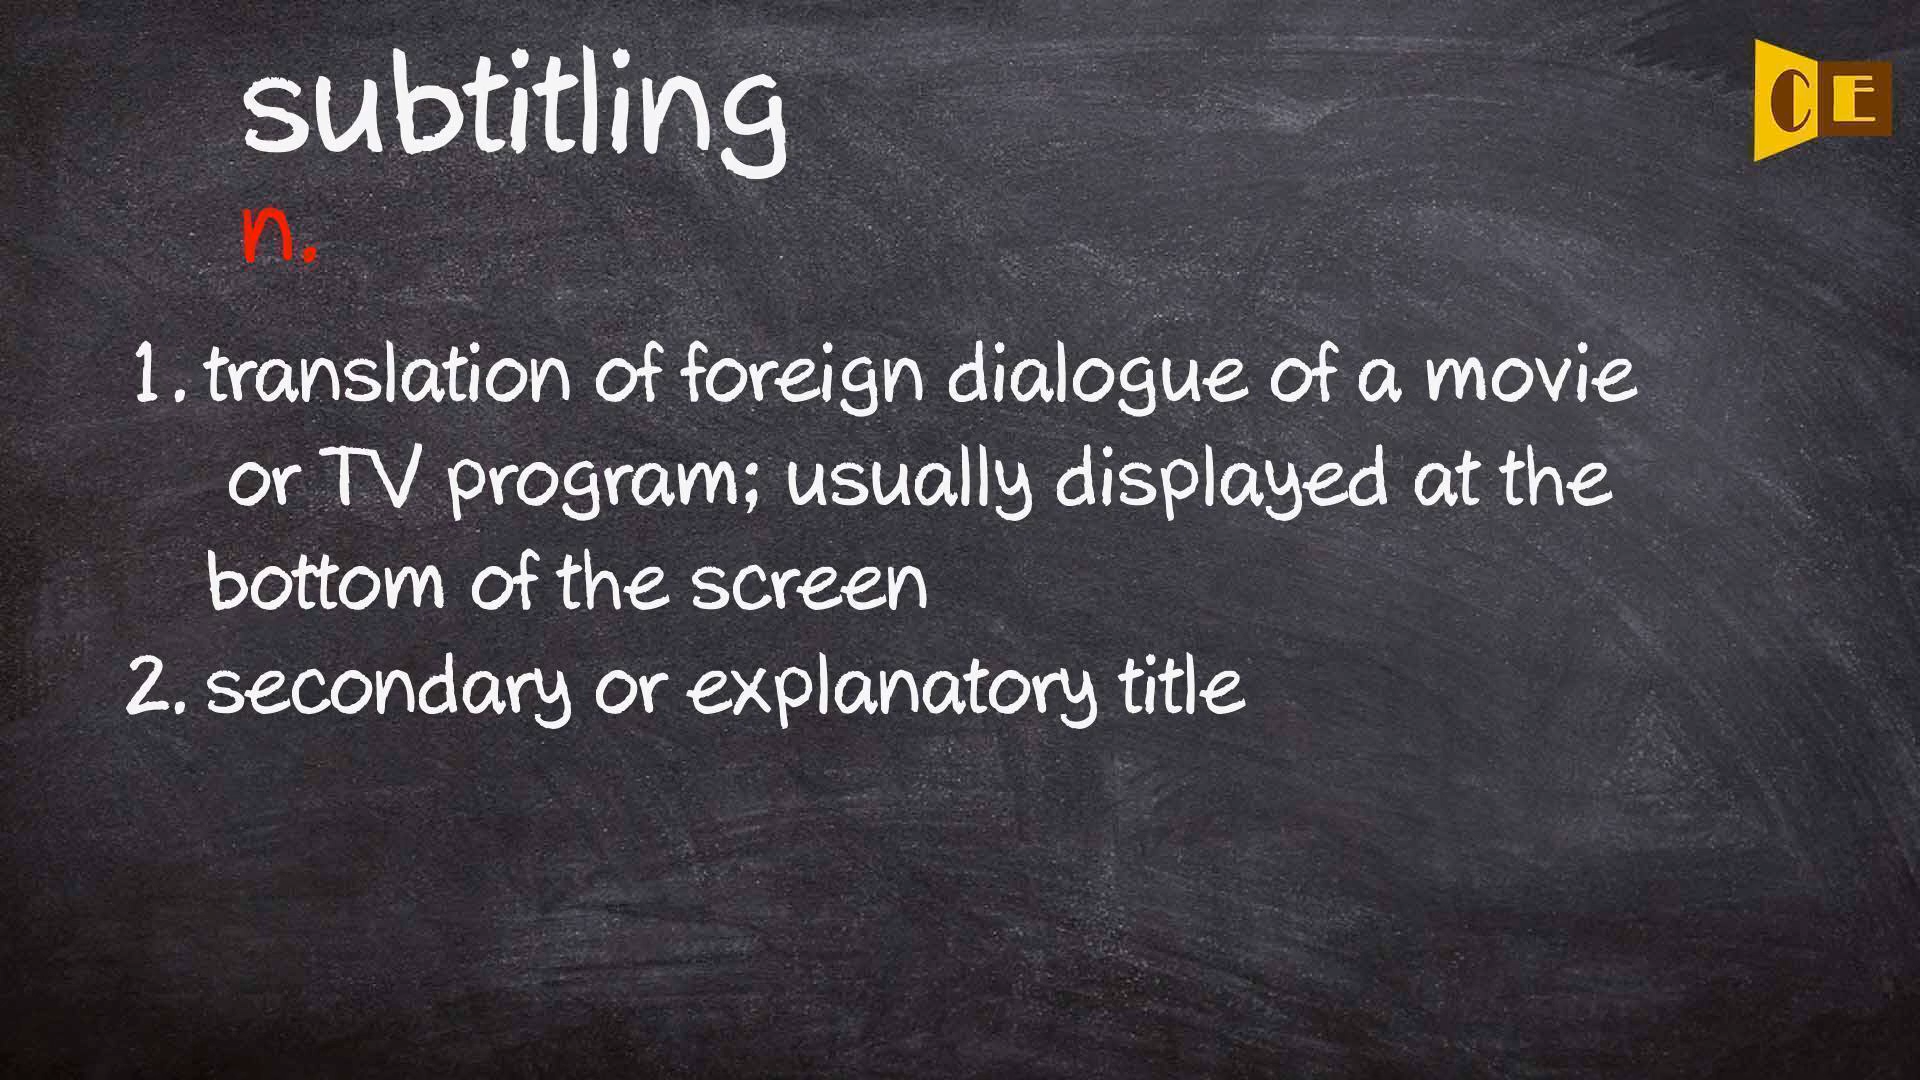 subtitling
n.
1. translation of foreign dialogue of a movie
or TV program; usually displayed at the
bottom of the screen
2. secondary or explanatory title
CE